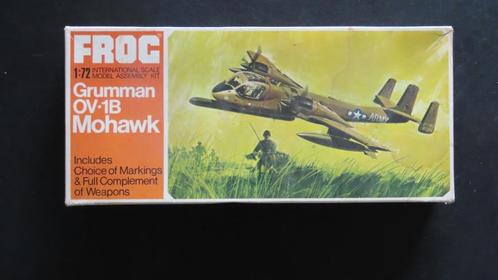 FROG
1:72 INTERNATIONAL SCALE
MODEL ASSEMBLY KIT
Grumman
OV-1B
Mohawk
Includes
Choice of Markings
& Full Complement
of Weapons
ARMY